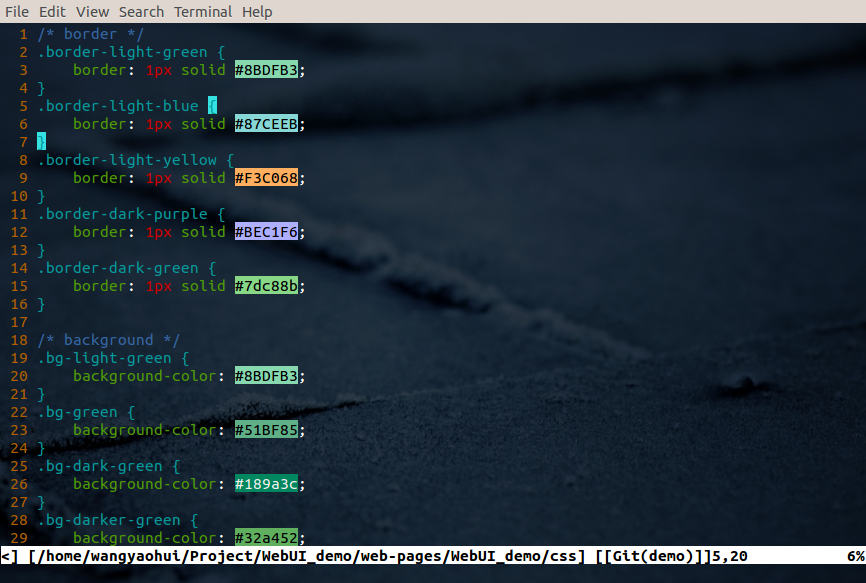 File Edit View Search Terminal Help
1 /* border */
2 .border-light-green {
3     border: 1px solid #8BDFB3;
4 }
5 .border-light-blue {
6     border: 1px solid #87CEEB;
7 }
8 .border-light-yellow {
9     border: 1px solid #F3C068;
10 }
11 .border-dark-purple {
12     border: 1px solid #BEC1F6;
13 }
14 .border-dark-green {
15     border: 1px solid #7dc88b;
16 }
17
18 /* background */
19 .bg-light-green {
20     background-color: #8BDFB3;
21 }
22 .bg-green {
23     background-color: #51BF85;
24 }
25 .bg-dark-green {
26     background-color: #189a3c;
27 }
28 .bg-darker-green {
29     background-color: #32a452;
<] [/home/wangyaohui/Project/WebUI_demo/web-pages/WebUI_demo/css] [[Git(demo)]]5,20 6%